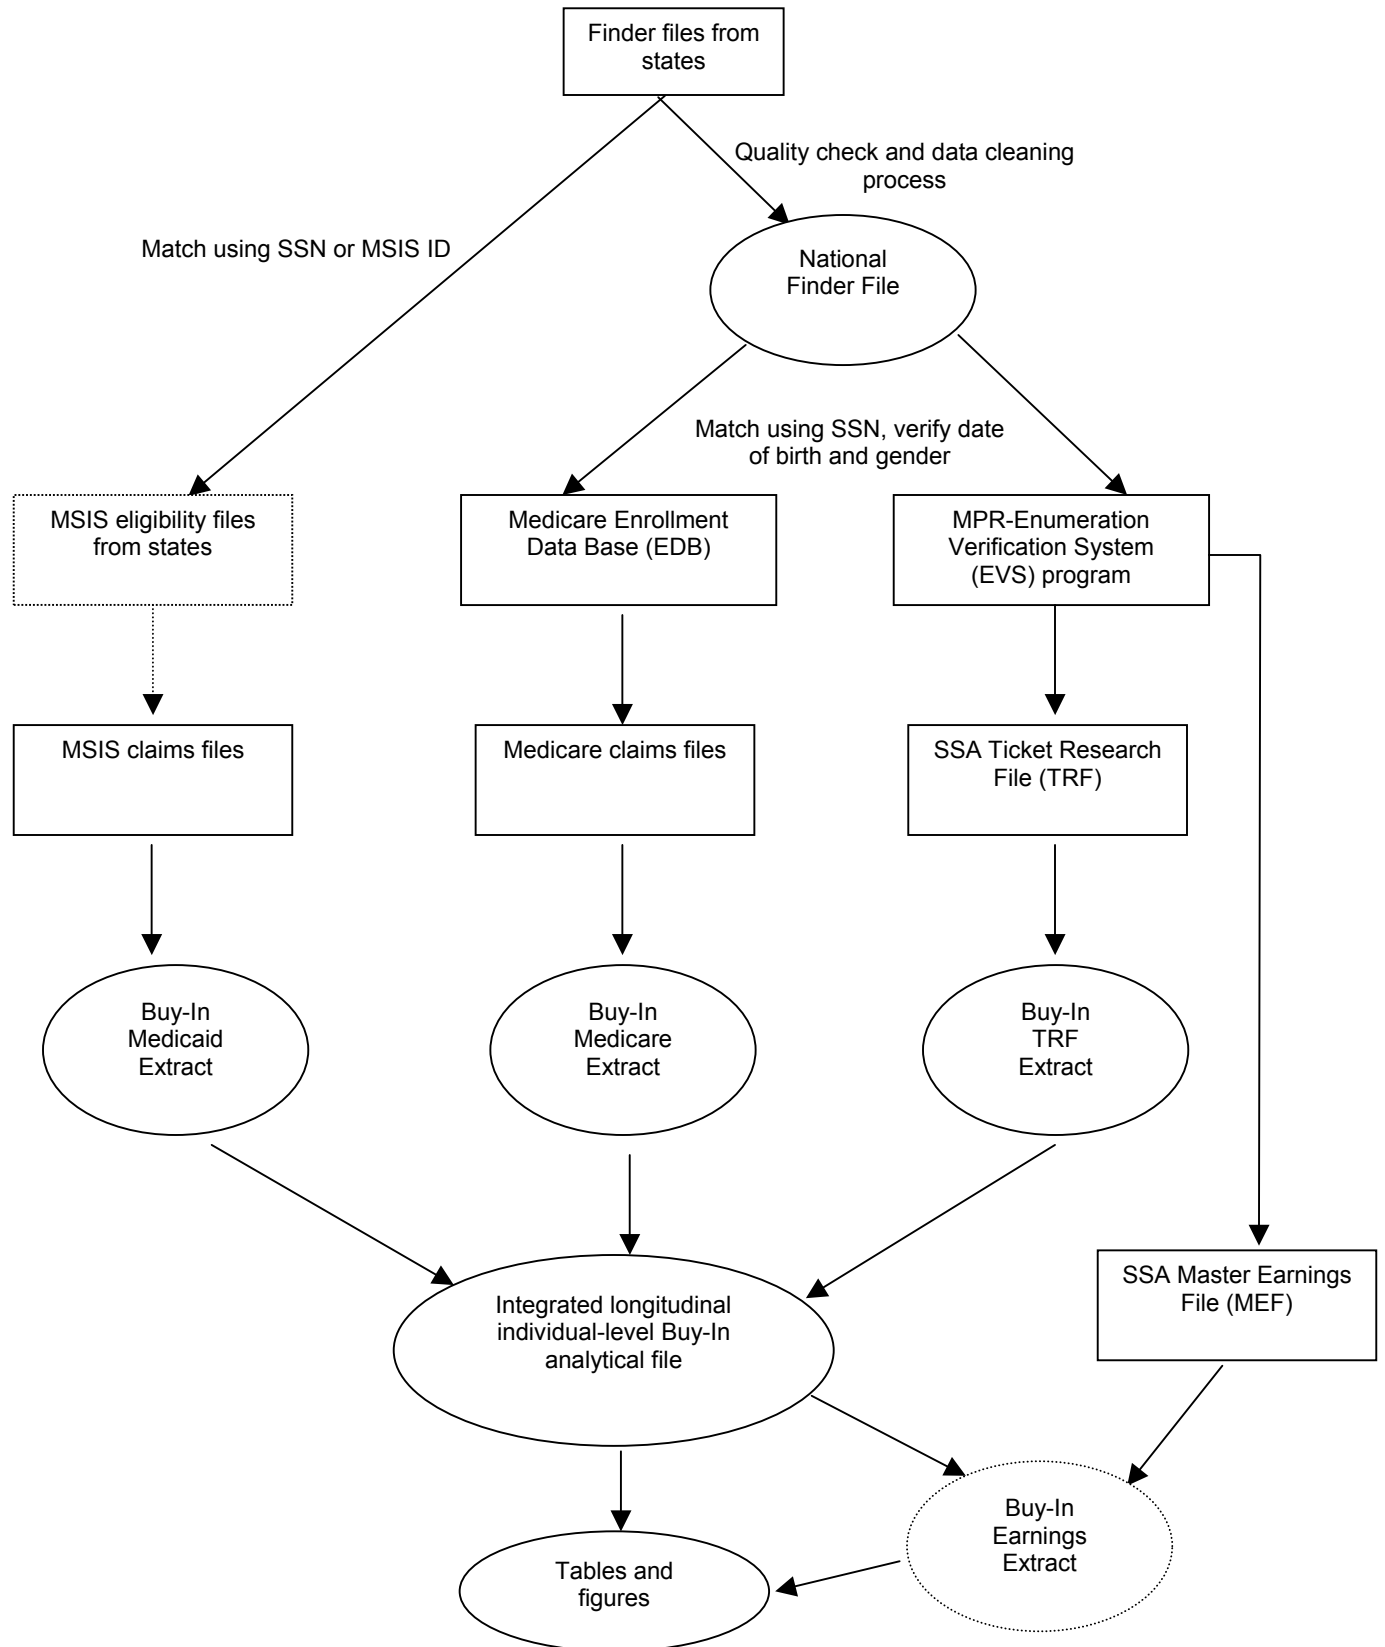 Finder files from
states
Quality check and data cleaning
process
Match using SSN or MSIS ID
National
Finder File
Match using SSN, verify date
of birth and gender
MSIS eligibility files
from states
Medicare Enrollment
Data Base (EDB)
MPR-Enumeration
Verification System
(EVS) program
MSIS claims files
Medicare claims files
SSA Ticket Research
File (TRF)
Buy-In
Medicaid
Extract
Buy-In
Medicare
Extract
Buy-In
TRF
Extract
Integrated longitudinal
individual-level Buy-In
analytical file
SSA Master Earnings
File (MEF)
Buy-In
Earnings
Extract
Tables and
figures